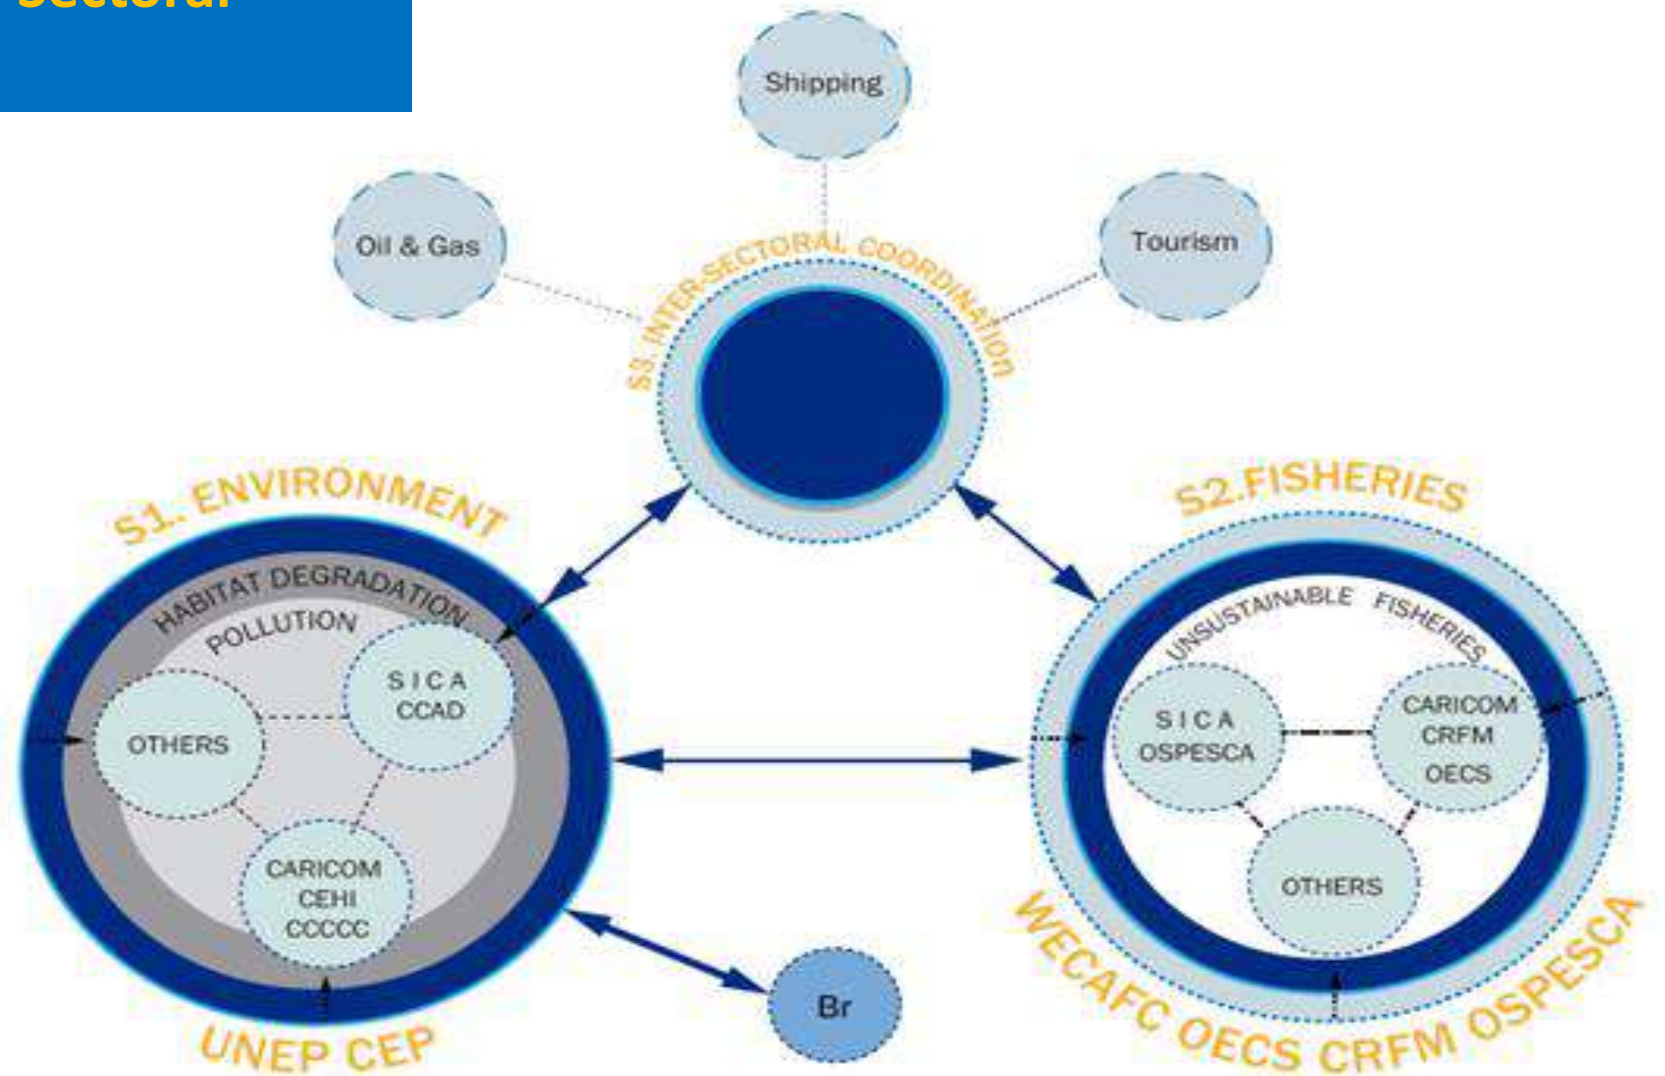 Sectoral
Shipping
Oil & Gas
Tourism
S3. INTER-SECTORAL COORDINATION
S1. ENVIRONMENT
HABITAT DEGRADATION
POLLUTION
SICA
CCAD
OTHERS
CARICOM
CEHI
CCCCC
UNEP CEP
S2.FISHERIES
UNSUSTAINABLE FISHERIES
SICA
OSPESCA
CARICOM
CRFM
OECS
OTHERS
WECAFC OECS CRFM OSPESCA
Br